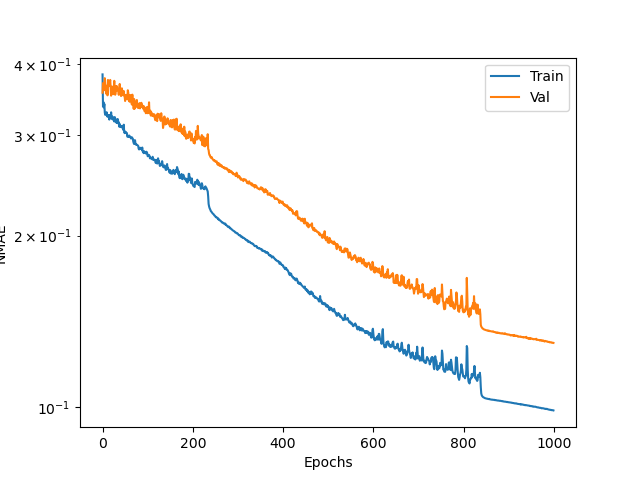 4 × 10⁻¹
3 × 10⁻¹
2 × 10⁻¹
10⁻¹
NMAE
0 200 400 600 800 1000
Epochs
Train
Val